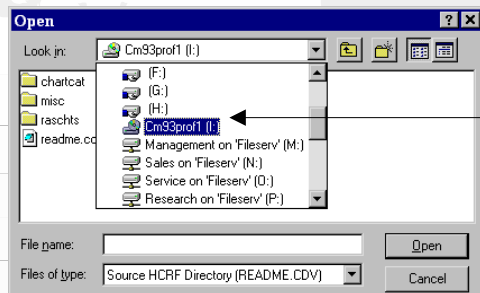 Open
Look in: Cm93prof1 (I:)
(F:)
(G:)
(H:)
Cm93prof1 (I:)
Management on 'Fileserv' (M:)
Sales on 'Fileserv' (N:)
Service on 'Fileserv' (O:)
Research on 'Fileserv' (P:)
chartcat
misc
raschts
readme.cd
File name:
Open
Files of type: Source HCRF Directory (README.CDV)
Cancel